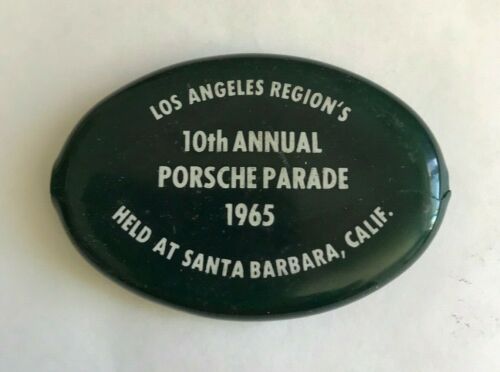 LOS ANGELES REGION'S
10th ANNUAL
PORSCHE PARADE
1965
HELD AT SANTA BARBARA, CALIF.